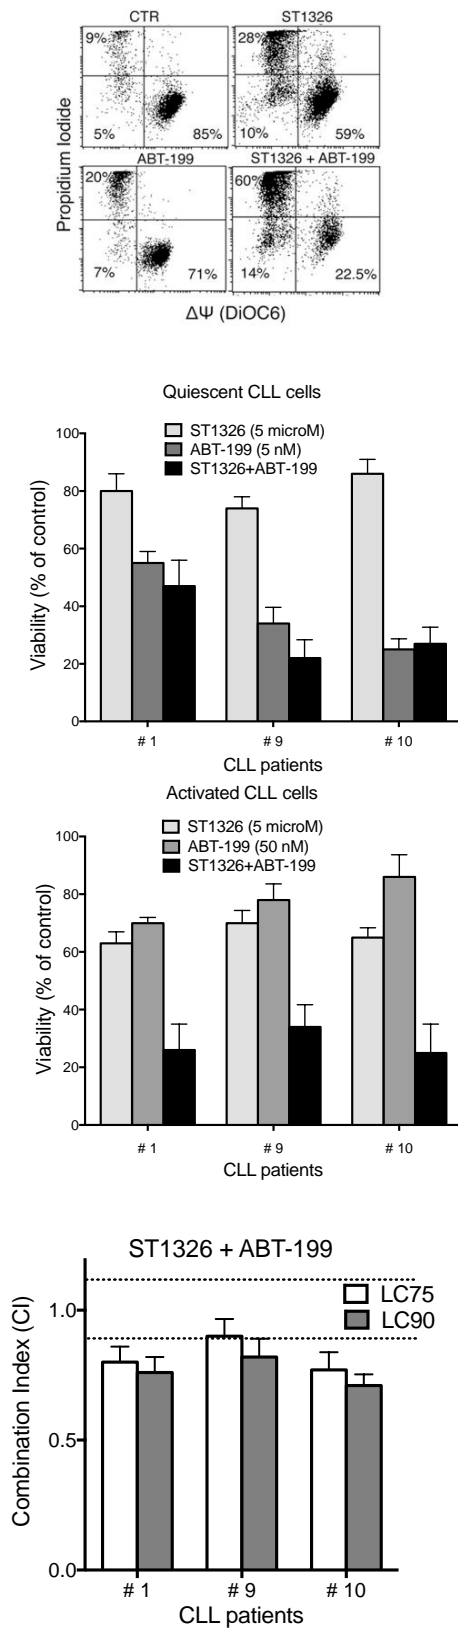 CTR
ST1326
9%
28%
5%
85%
10%
59%
ABT-199
ST1326 + ABT-199
20%
60%
7%
71%
14%
22.5%
Propidium Iodide
ΔΨ (DiOC6)
Quiescent CLL cells
ST1326 (5 microM)
ABT-199 (5 nM)
ST1326+ABT-199
Viability (% of control)
100
80
60
40
20
0
# 1
# 9
# 10
CLL patients
Activated CLL cells
ST1326 (5 microM)
ABT-199 (50 nM)
ST1326+ABT-199
Viability (% of control)
100
80
60
40
20
0
# 1
# 9
# 10
CLL patients
ST1326 + ABT-199
LC75
LC90
Combination Index (CI)
1.0
0.5
0.0
# 1
# 9
# 10
CLL patients